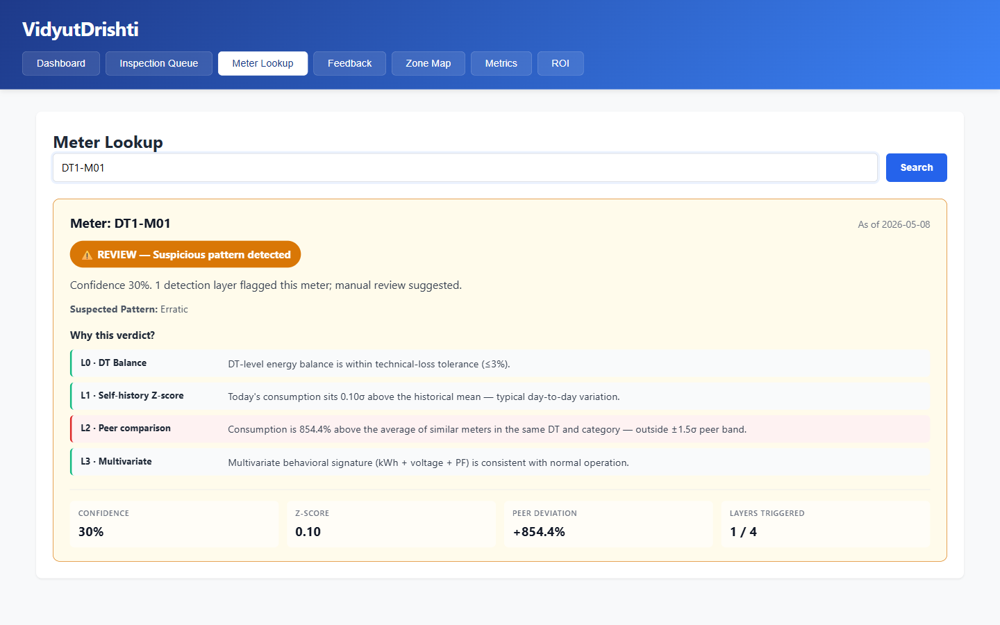 VidyutDrishti
Dashboard
Inspection Queue
Meter Lookup
Feedback
Zone Map
Metrics
ROI
Meter Lookup
DT1-M01
Search
Meter: DT1-M01
As of 2026-05-08
⚠ REVIEW — Suspicious pattern detected
Confidence 30%. 1 detection layer flagged this meter; manual review suggested.
Suspected Pattern: Erratic
Why this verdict?
L0 · DT Balance
DT-level energy balance is within technical-loss tolerance (≤3%).
L1 · Self-history Z-score
Today's consumption sits 0.10σ above the historical mean — typical day-to-day variation.
L2 · Peer comparison
Consumption is 854.4% above the average of similar meters in the same DT and category — outside ±1.5σ peer band.
L3 · Multivariate
Multivariate behavioral signature (kWh + voltage + PF) is consistent with normal operation.
CONFIDENCE
30%
Z-SCORE
0.10
PEER DEVIATION
+854.4%
LAYERS TRIGGERED
1 / 4